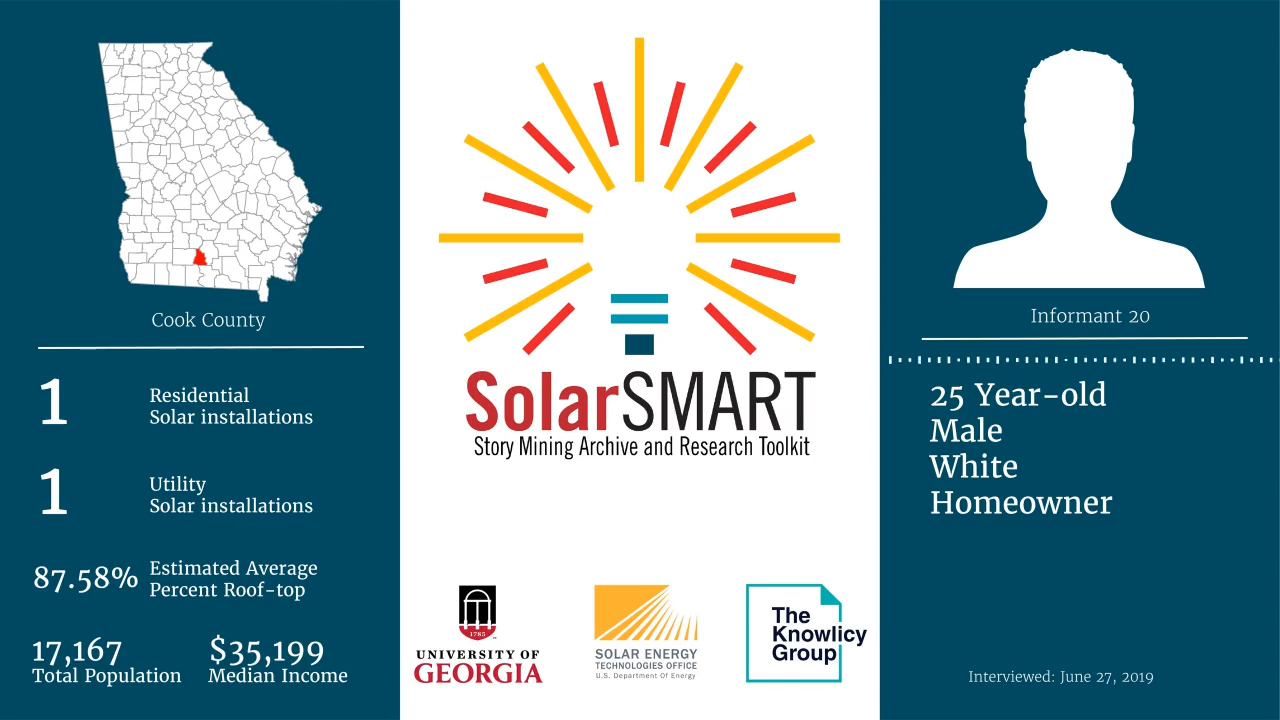 Cook County
1
Residential
Solar installations
1
Utility
Solar installations
87.58%
Estimated Average
Percent Roof-top
17,167
Total Population
$35,199
Median Income
SolarSMART
Story Mining Archive and Research Toolkit
1785
UNIVERSITY OF
GEORGIA
SOLAR ENERGY
TECHNOLOGIES OFFICE
U.S. Department Of Energy
The
Knowlicy
Group
Informant 20
25 Year-old
Male
White
Homeowner
Interviewed: June 27, 2019